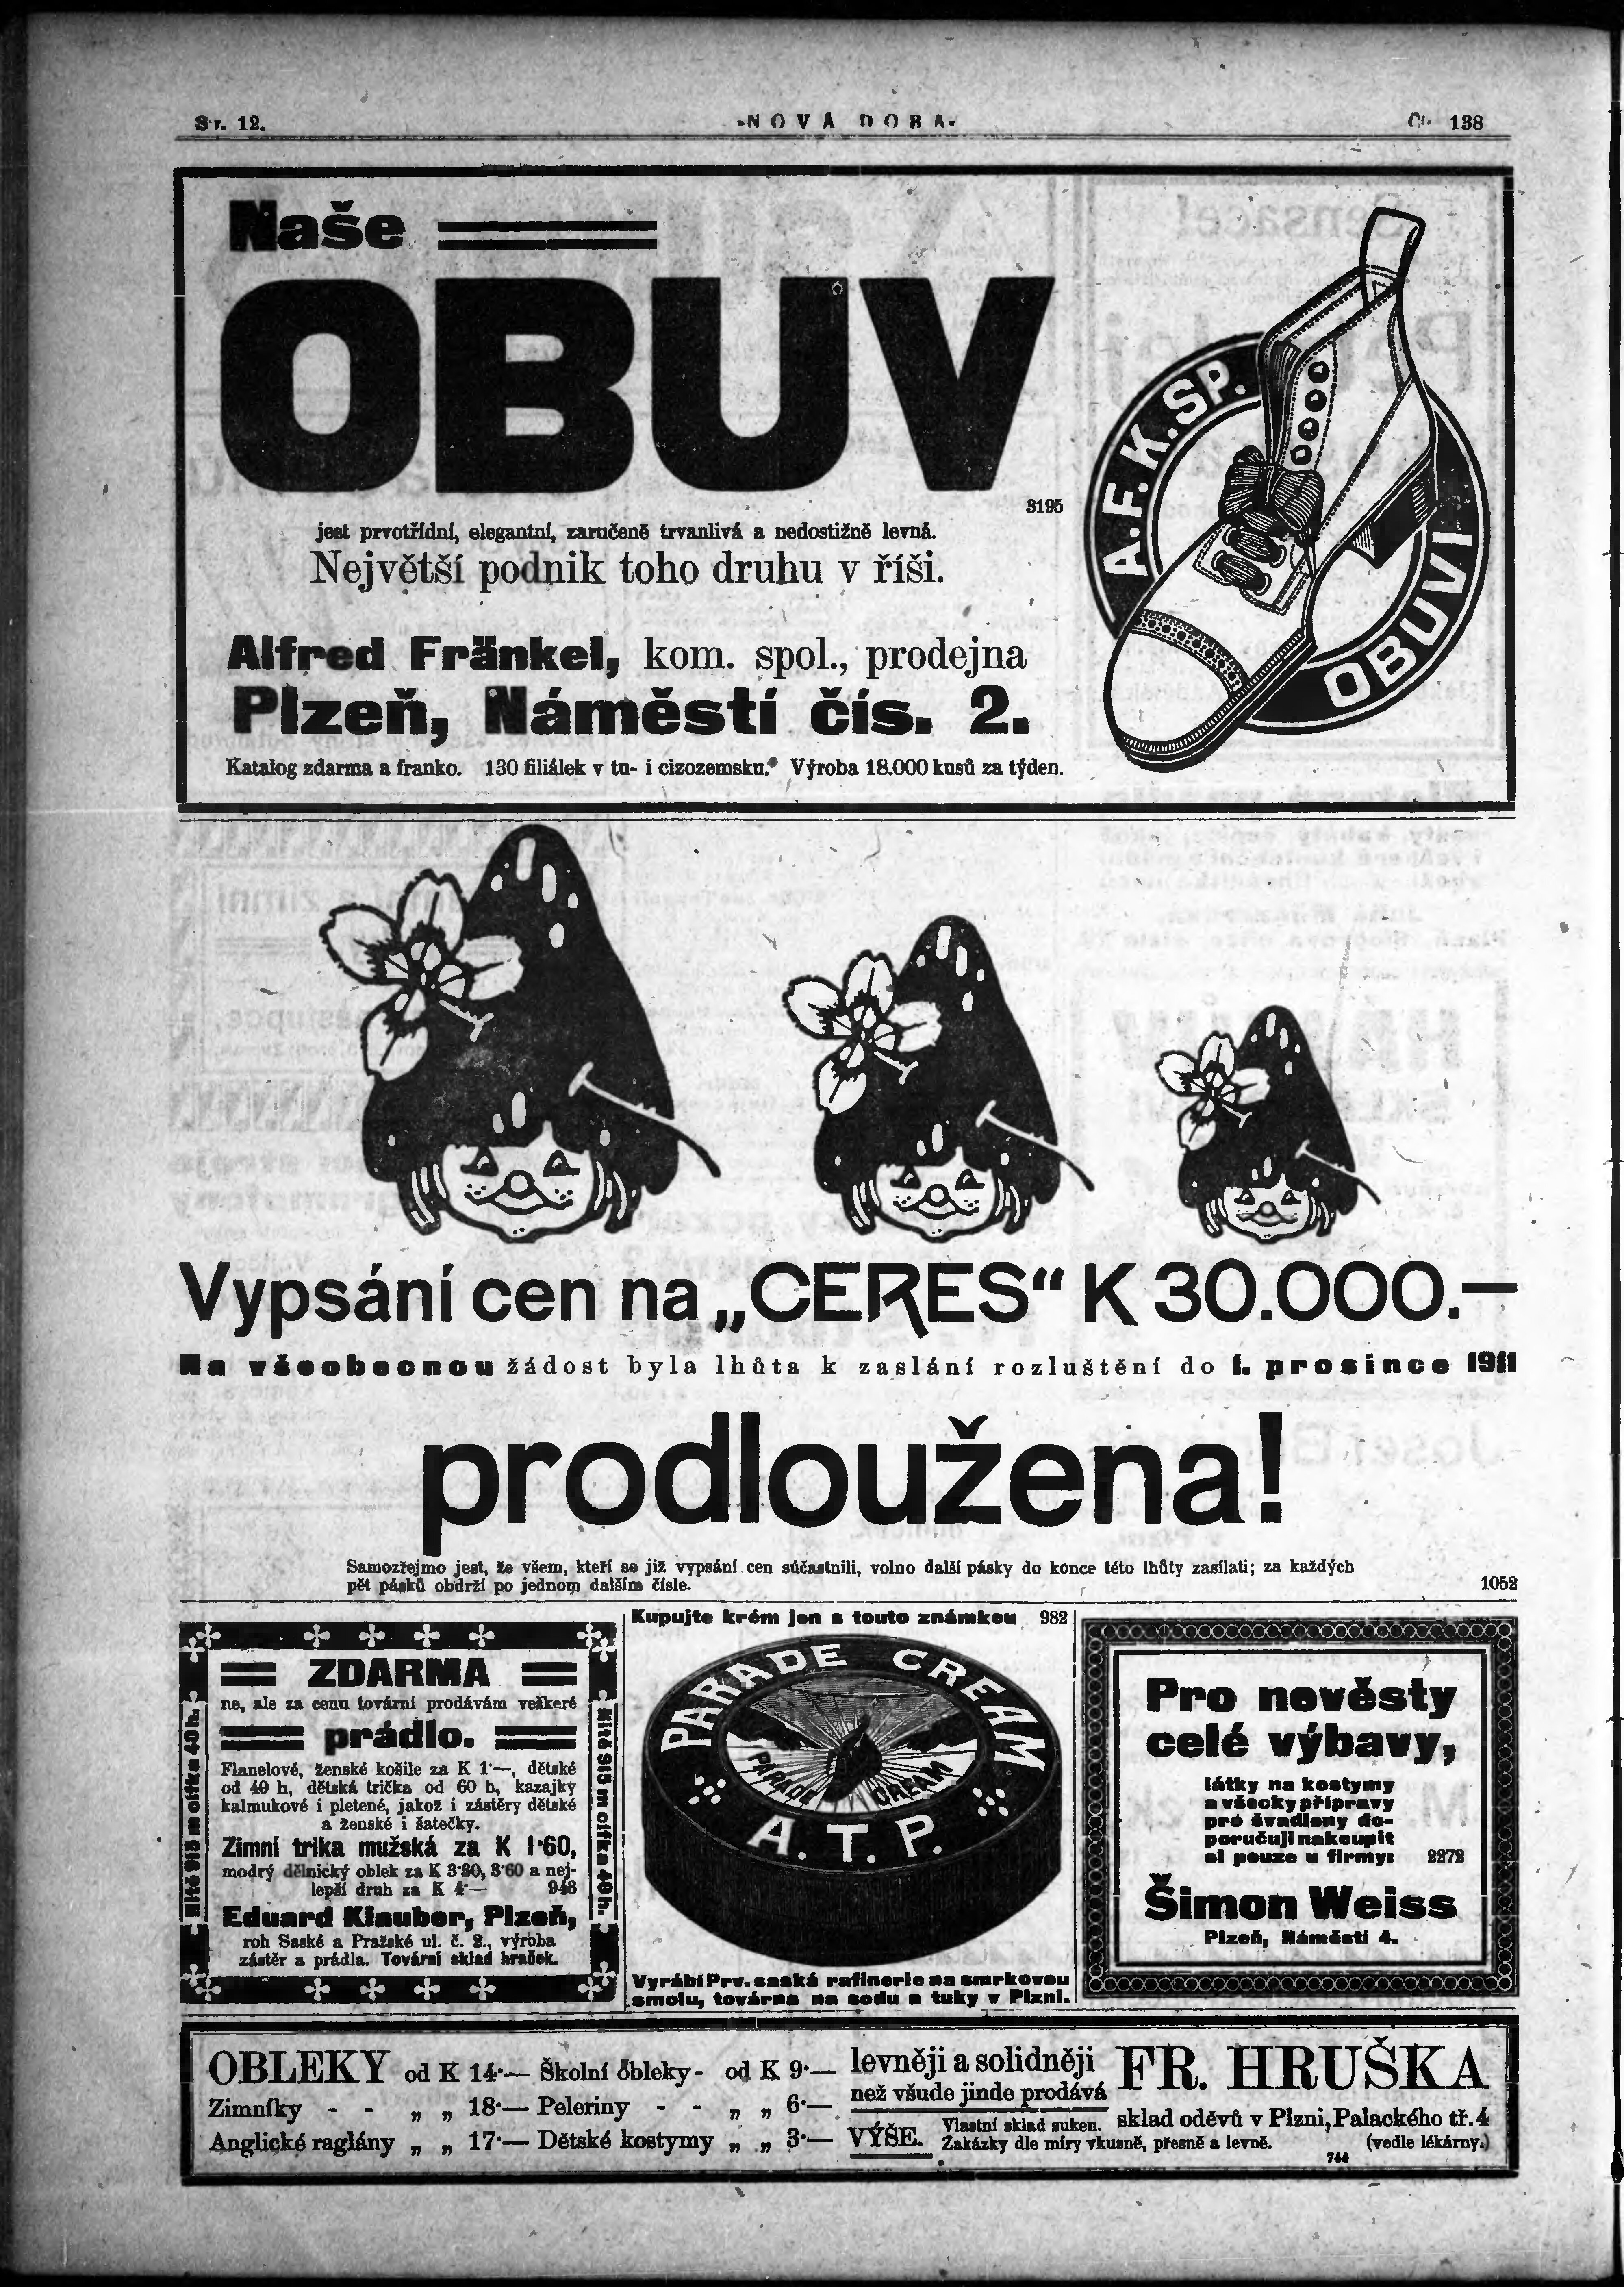 Str. 12.
NOVÁ DOBA
Č. 138
Naše
OBUV
3195
jest prvotřídní, elegantní, zaručeně trvanlivá a nedostižně levná.
Největší podnik toho druhu v říši.
Alfred Fränkel, kom. spol., prodejna
Plzeň, Náměstí čís. 2.
Katalog zdarma a franko. 130 filiálek v tu- i cizozemsku. Výroba 18.000 kusů za týden.
A.F.K.SP.
OBUVI
Vypsání cen na „CERES“ K 30.000.—
Na všeobecnou žádost byla lhůta k zaslání rozluštění do 1. prosince 1911
prodloužena!
Samozřejmo jest, že všem, kteří se již vypsání cen súčastnili, volno další pásky do konce této lhůty zasílati; za každých
pět pásků obdrží po jednom dalším čísle.
1052
Nitě 915 m cifka 40 h.
ZDARMA
ne, ale za cenu tovární prodávám veškeré
prádlo.
Flanelové, ženské košile za K 1·—, dětské
od 40 h, dětská trička od 60 h, kazajky
kalmukové i pletené, jakož i zástěry dětské
a ženské i šatečky.
Zimní trika mužská za K 1·60,
modrý dělnický oblek za K 3·30, 3·60 a nej-
lepší druh za K 4·— 943
Eduard Klauber, Plzeň,
roh Saské a Pražské ul. č. 2., výroba
zástěr a prádla. Tovární sklad hraček.
Nitě 915 m cifka 40 h.
Kupujte krém jen s touto známkou 982
PARADE CREAM
PARADE CREAM
A. T. P.
Vyrábí Prv. saská rafinerie na smrkovou
smolu, továrna na sodu a tuky v Plzni.
Pro nevěsty
celé výbavy,
látky na kostymy
a všecky přípravy
pro švadleny do-
poručuji nakoupit
si pouze u firmy: 2272
Šimon Weiss
Plzeň, Náměstí 4.
OBLEKY od K 14·— Školní obleky - od K 9·—
Zimníky - - „ „ 18·— Peleriny - - „ „ 6·—
Anglické raglány „ „ 17·— Dětské kostymy „ „ 3·—
levněji a solidněji
než všude jinde prodává
VÝŠE. Vlastní sklad suken.
Zakázky dle míry vkusně, přesně a levně.
FR. HRUŠKA
sklad oděvů v Plzni, Palackého tř. 4
(vedle lékárny.)
744